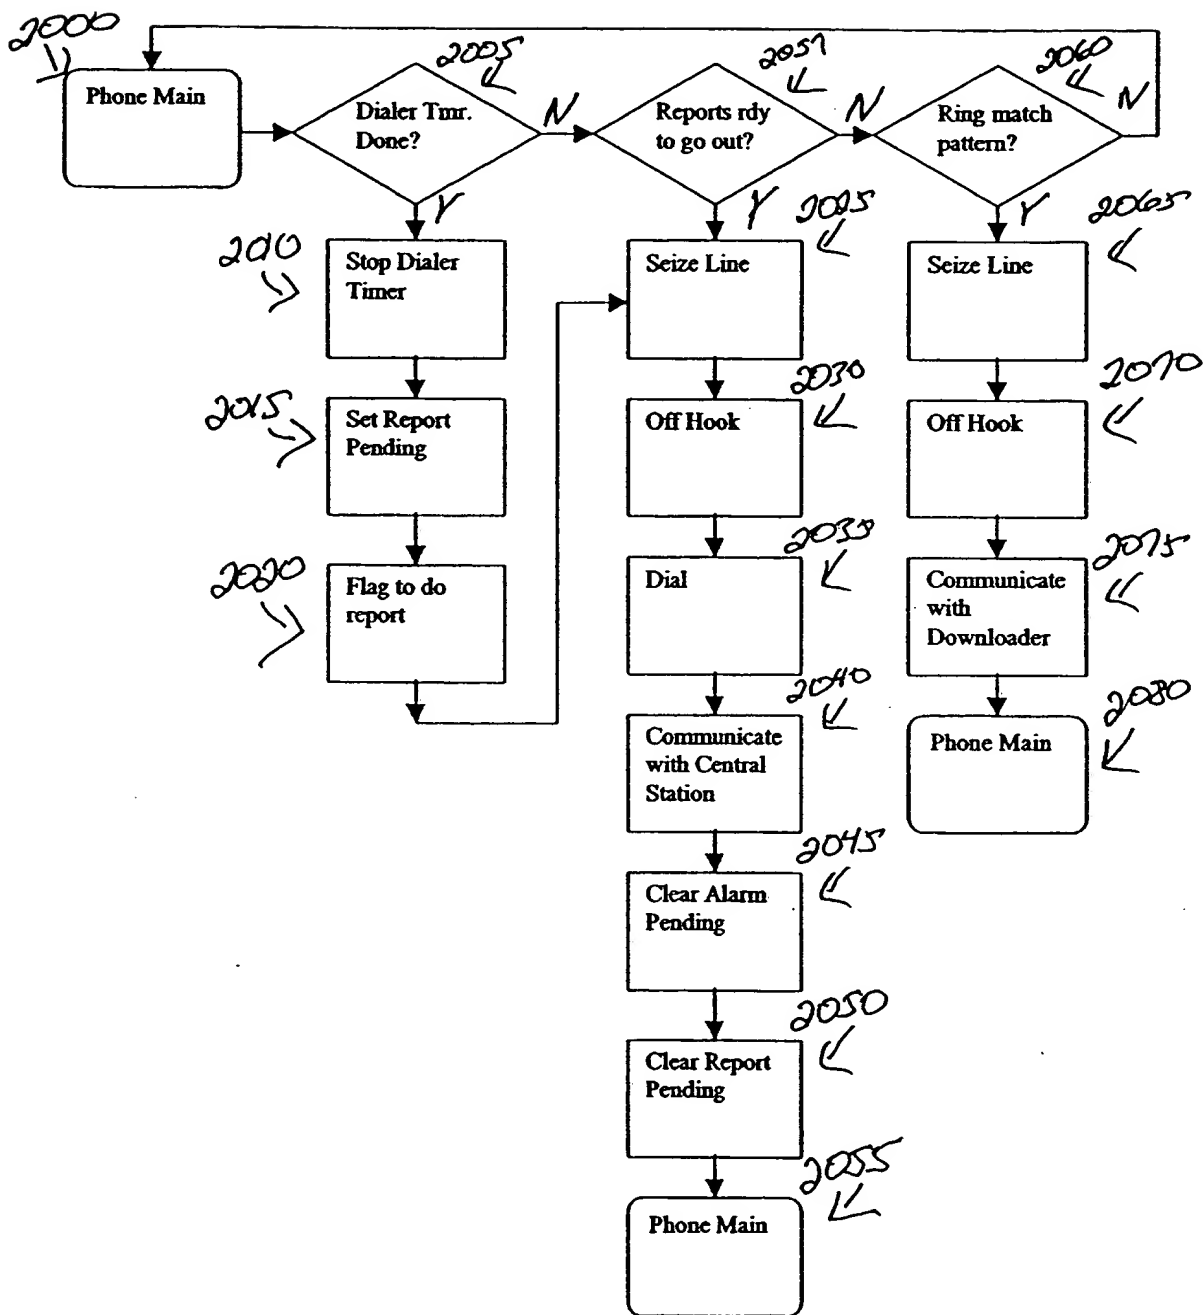 2000
Phone Main
2005
Dialer Tmr.
Done?
N
2057
Reports rdy
to go out?
N
2060
Ring match
pattern?
N
Y
Y
Y
2010
Stop Dialer
Timer
2025
Seize Line
2065
Seize Line
2015
Set Report
Pending
2030
Off Hook
2070
Off Hook
2020
Flag to do
report
2035
Dial
2075
Communicate
with
Downloader
2040
Communicate
with Central
Station
2080
Phone Main
2045
Clear Alarm
Pending
2050
Clear Report
Pending
2055
Phone Main